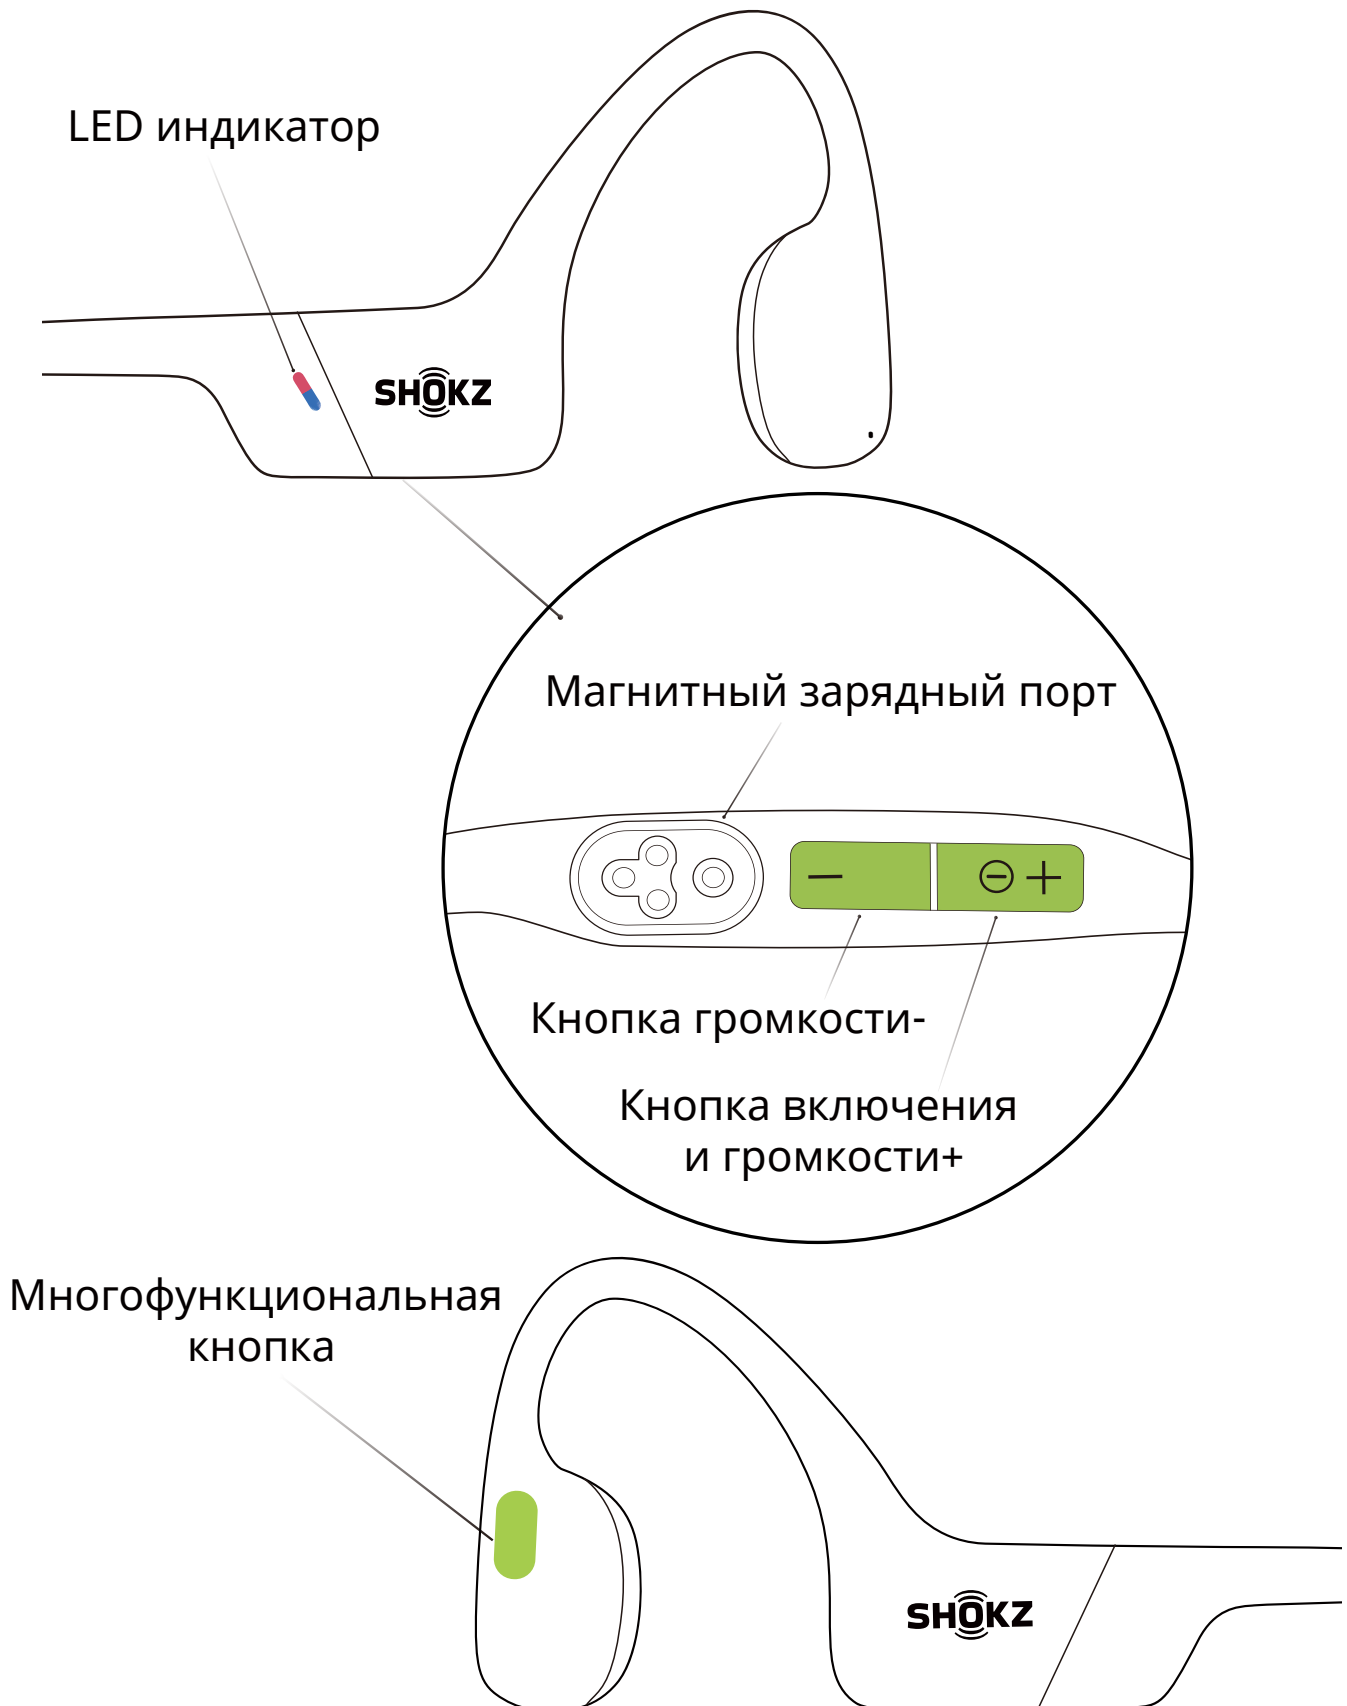 LED индикатор
SHOKZ
Магнитный зарядный порт
Кнопка громкости-
Кнопка включения
и громкости+
Многофункциональная
кнопка
SHOKZ